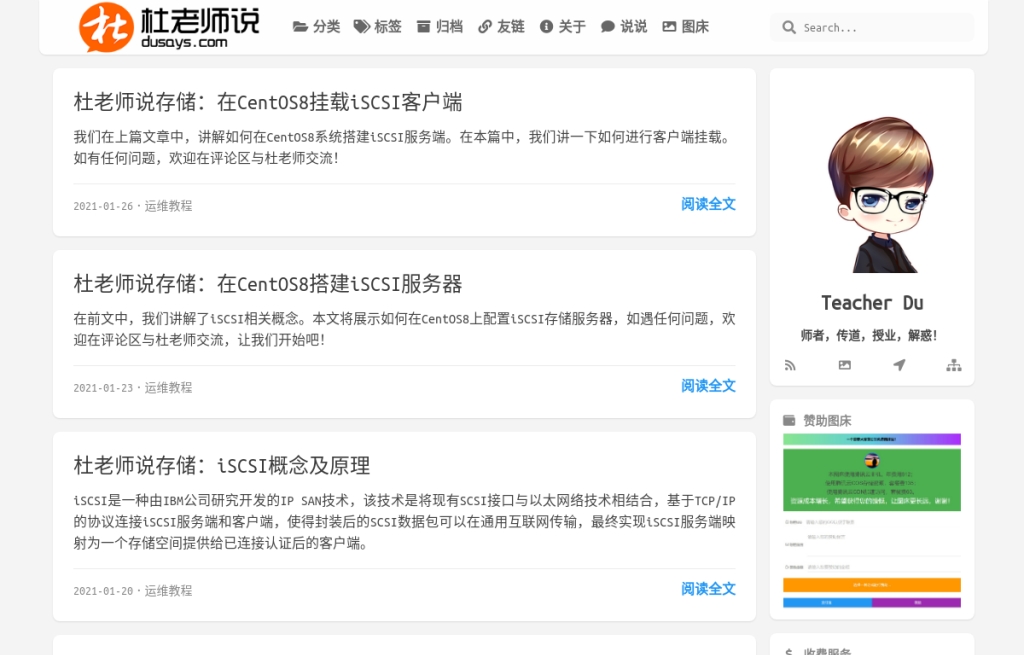 杜 杜老师说
dusays.com
分类 标签 归档 友链 关于 说说 图床
Search...
杜老师说存储：在CentOS8挂载iSCSI客户端
我们在上篇文章中，讲解如何在CentOS8系统搭建iSCSI服务端。在本篇中，我们讲一下如何进行客户端挂载。
如有任何问题，欢迎在评论区与杜老师交流！
2021-01-26 · 运维教程
阅读全文
杜老师说存储：在CentOS8搭建iSCSI服务器
在前文中，我们讲解了iSCSI相关概念。本文将展示如何在CentOS8上配置iSCSI存储服务器，如遇任何问题，欢
迎在评论区与杜老师交流，让我们开始吧！
2021-01-23 · 运维教程
阅读全文
杜老师说存储：iSCSI概念及原理
iSCSI是一种由IBM公司研究开发的IP SAN技术，该技术是将现有SCSI接口与以太网络技术相结合，基于TCP/IP
的协议连接iSCSI服务端和客户端，使得封装后的SCSI数据包可以在通用互联网传输，最终实现iSCSI服务端映
射为一个存储空间提供给已连接认证后的客户端。
2021-01-20 · 运维教程
阅读全文
Teacher Du
师者，传道，授业，解惑！
赞助图床
收费服务